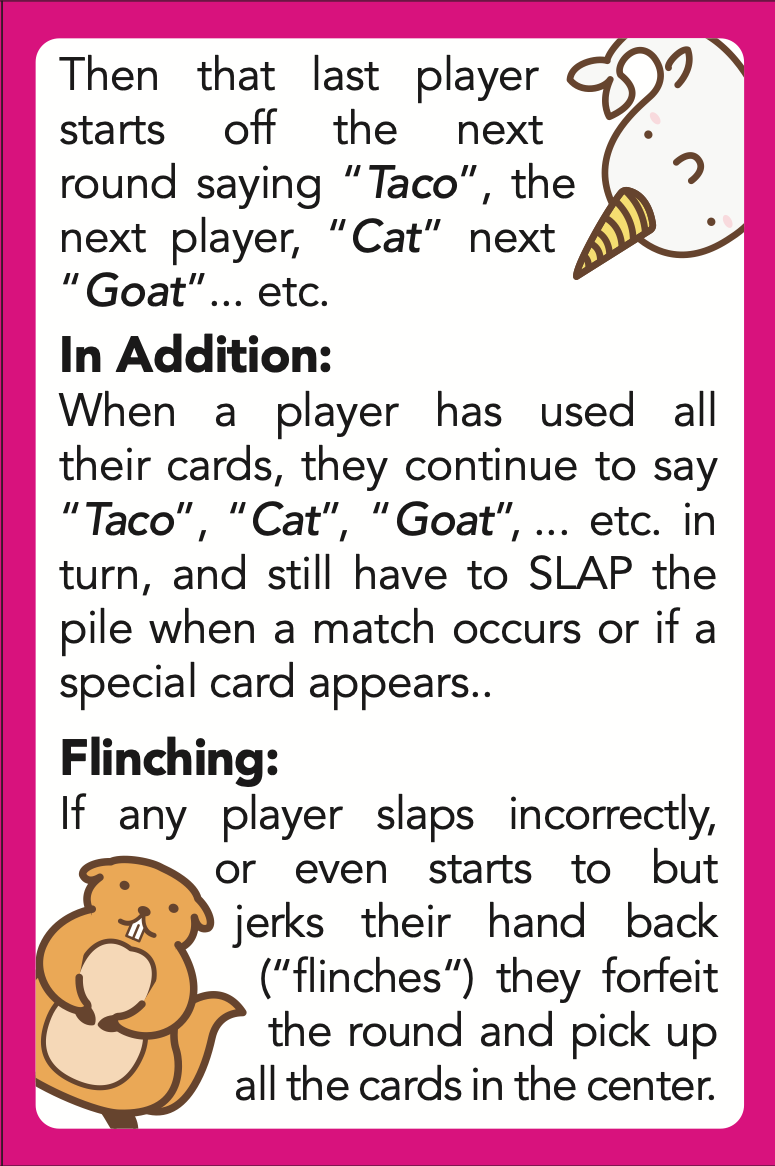 Then that last player
starts off the next
round saying “Taco”, the
next player, “Cat” next
“Goat”... etc.
In Addition:
When a player has used all
their cards, they continue to say
“Taco”, “Cat”, “Goat”, ... etc. in
turn, and still have to SLAP the
pile when a match occurs or if a
special card appears..
Flinching:
If any player slaps incorrectly,
or even starts to but
jerks their hand back
(“flinches“) they forfeit
the round and pick up
all the cards in the center.